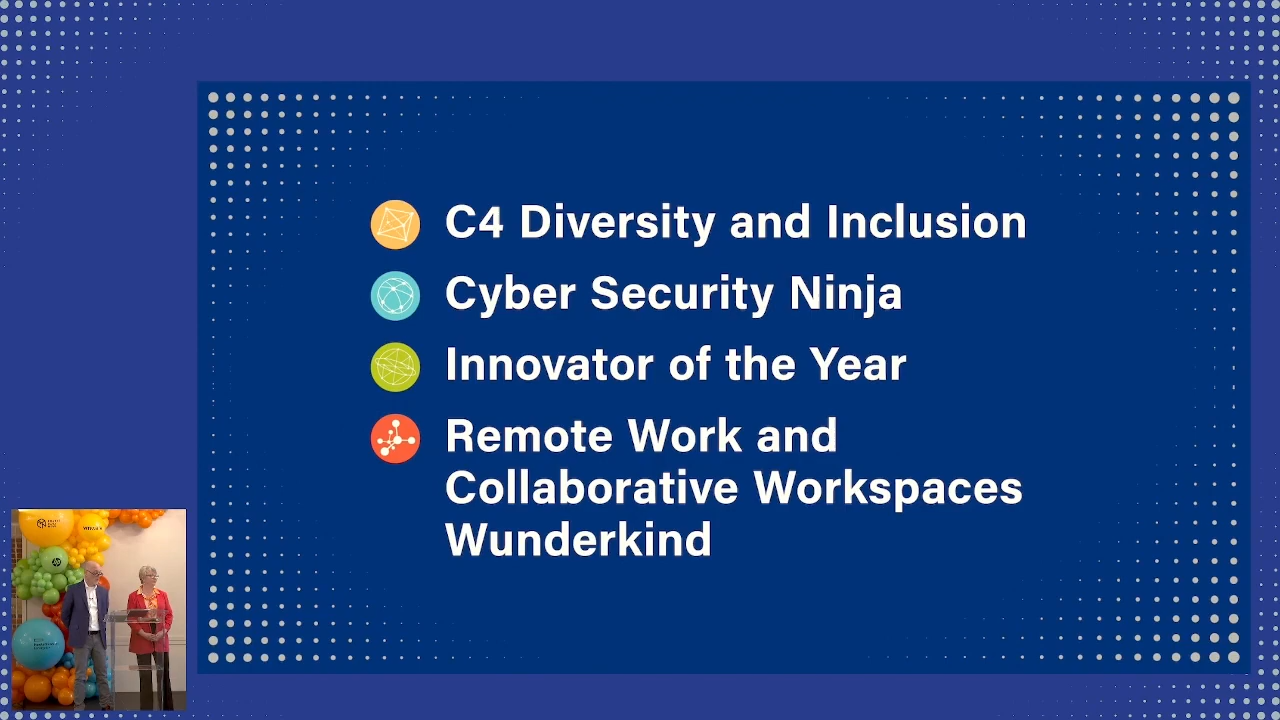 C4 Diversity and Inclusion
Cyber Security Ninja
Innovator of the Year
Remote Work and
Collaborative Workspaces
Wunderkind